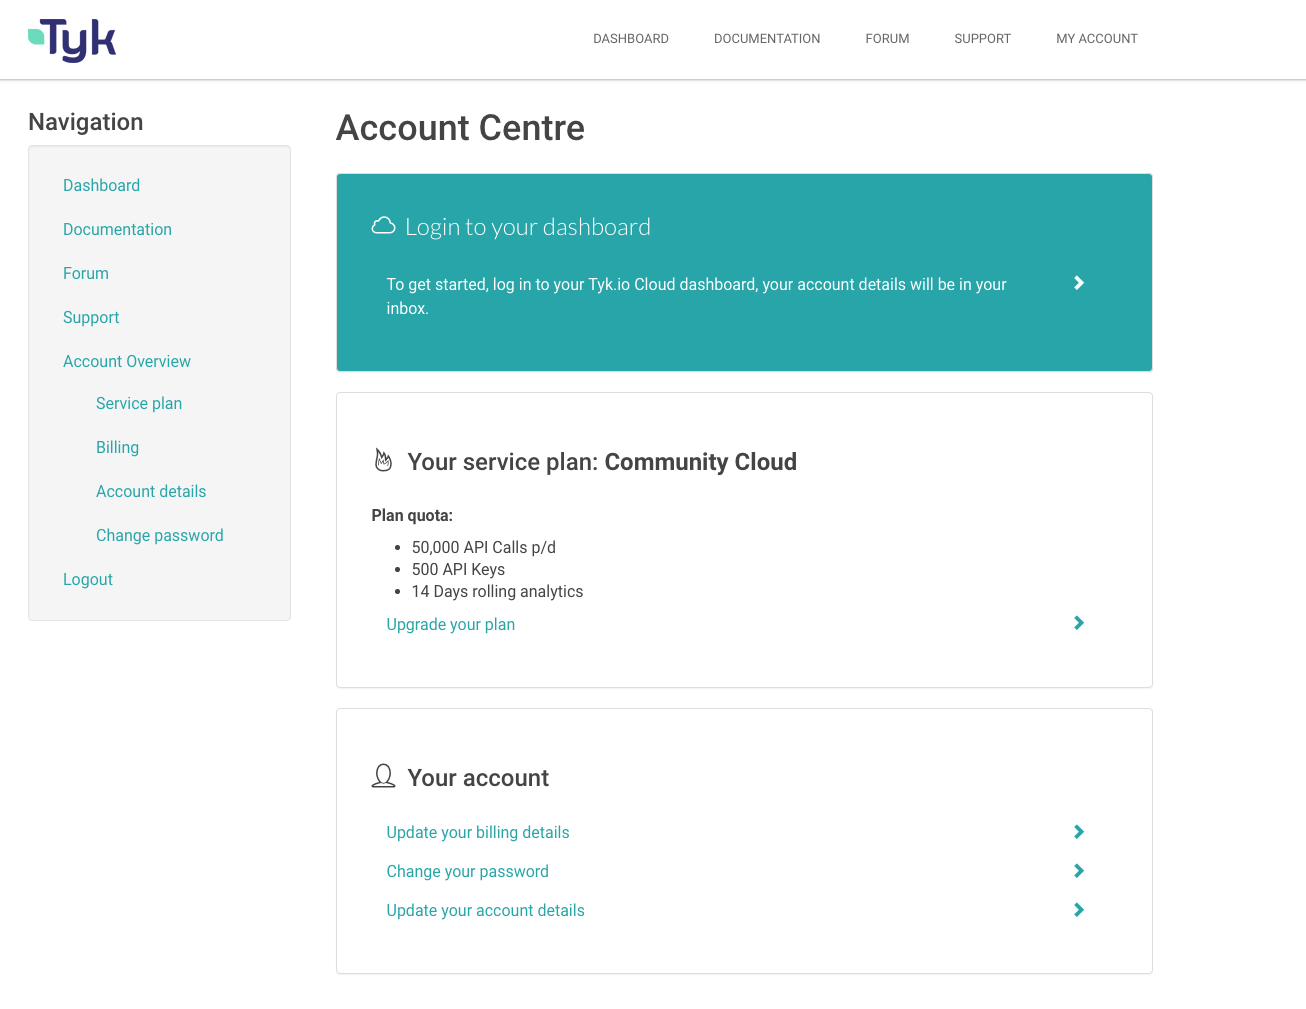 Tyk
DASHBOARD
DOCUMENTATION
FORUM
SUPPORT
MY ACCOUNT
Navigation
Dashboard
Documentation
Forum
Support
Account Overview
Service plan
Billing
Account details
Change password
Logout
Account Centre
Login to your dashboard
To get started, log in to your Tyk.io Cloud dashboard, your account details will be in your
inbox.
Your service plan: Community Cloud
Plan quota:
50,000 API Calls p/d
500 API Keys
14 Days rolling analytics
Upgrade your plan
Your account
Update your billing details
Change your password
Update your account details